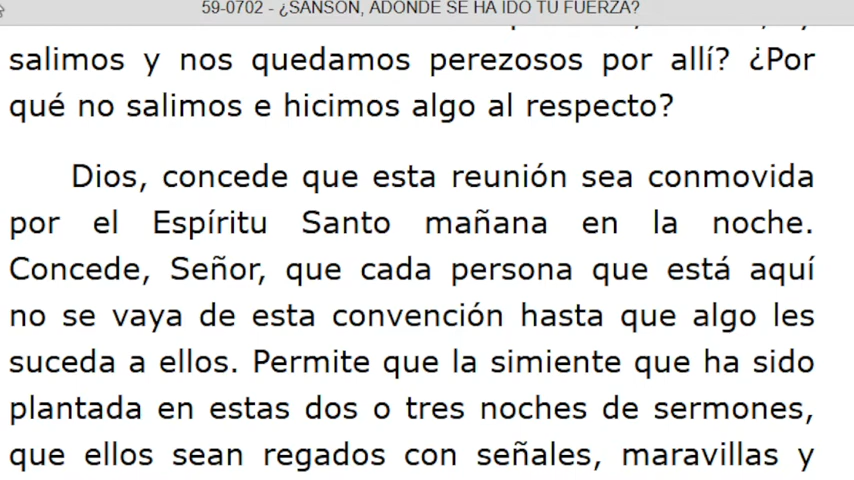 59-0702 - ¿SANSÓN, ADÓNDE SE HA IDO TU FUERZA?
salimos y nos quedamos perezosos por allí? ¿Por
qué no salimos e hicimos algo al respecto?
Dios, concede que esta reunión sea conmovida
por el Espíritu Santo mañana en la noche.
Concede, Señor, que cada persona que está aquí
no se vaya de esta convención hasta que algo les
suceda a ellos. Permite que la simiente que ha sido
plantada en estas dos o tres noches de sermones,
que ellos sean regados con señales, maravillas y